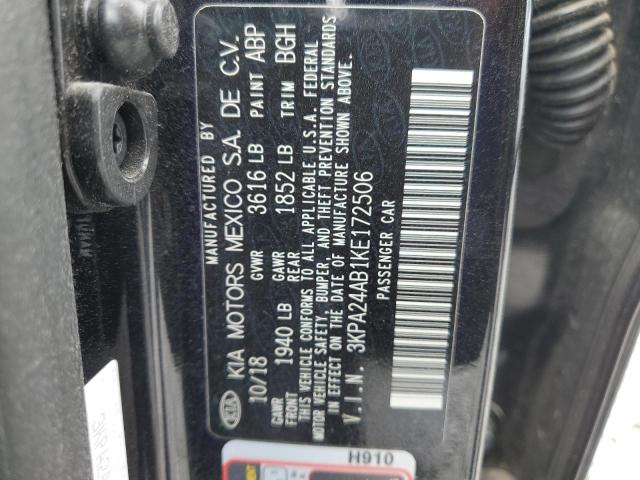 MANUFACTURED BY
KIA KIA MOTORS MEXICO S.A. DE C.V.
10/18 GVWR 3616 LB PAINT ABP
GAWR FRONT 1940 LB GAWR REAR 1852 LB TRIM BGH
THIS VEHICLE CONFORMS TO ALL APPLICABLE U.S.A. FEDERAL
MOTOR VEHICLE SAFETY, BUMPER, AND THEFT PREVENTION STANDARDS
IN EFFECT ON THE DATE OF MANUFACTURE SHOWN ABOVE.
V.I.N. 3KPA24AB1KE172506
PASSENGER CAR
H910